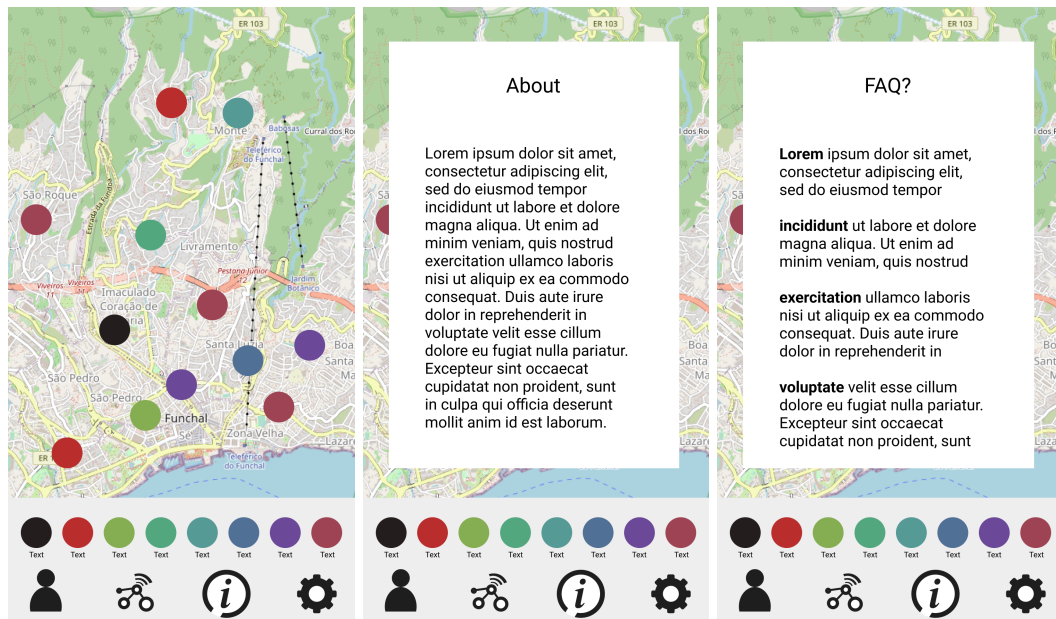 ER 103
Monte
Babosas
Curral dos Ro
Teleférico
do Funchal
São Roque
Estrada da Fundoa
Livramento
Pestana Júnior
12
Jardim
Botânico
Viveiros
11
Viveiros
Imaculado
Coração de
ria
Santa Luzia
Boa
Santa
Ma
São Pedro
São Pedro
Funchal
Sé
Zona Velha
Lazare
ER 1
Teleférico
do Funchal
Text
Text
Text
Text
Text
Text
Text
Text
i
ER 103
About
Lorem ipsum dolor sit amet,
consectetur adipiscing elit,
sed do eiusmod tempor
incididunt ut labore et dolore
magna aliqua. Ut enim ad
minim veniam, quis nostrud
exercitation ullamco laboris
nisi ut aliquip ex ea commodo
consequat. Duis aute irure
dolor in reprehenderit in
voluptate velit esse cillum
dolore eu fugiat nulla pariatur.
Excepteur sint occaecat
cupidatat non proident, sunt
in culpa qui officia deserunt
mollit anim id est laborum.
Text
Text
Text
Text
Text
Text
Text
Text
i
ER 103
FAQ?
Lorem ipsum dolor sit amet,
consectetur adipiscing elit,
sed do eiusmod tempor
incididunt ut labore et dolore
magna aliqua. Ut enim ad
minim veniam, quis nostrud
exercitation ullamco laboris
nisi ut aliquip ex ea commodo
consequat. Duis aute irure
dolor in reprehenderit in
voluptate velit esse cillum
dolore eu fugiat nulla pariatur.
Excepteur sint occaecat
cupidatat non proident, sunt
Text
Text
Text
Text
Text
Text
Text
Text
i